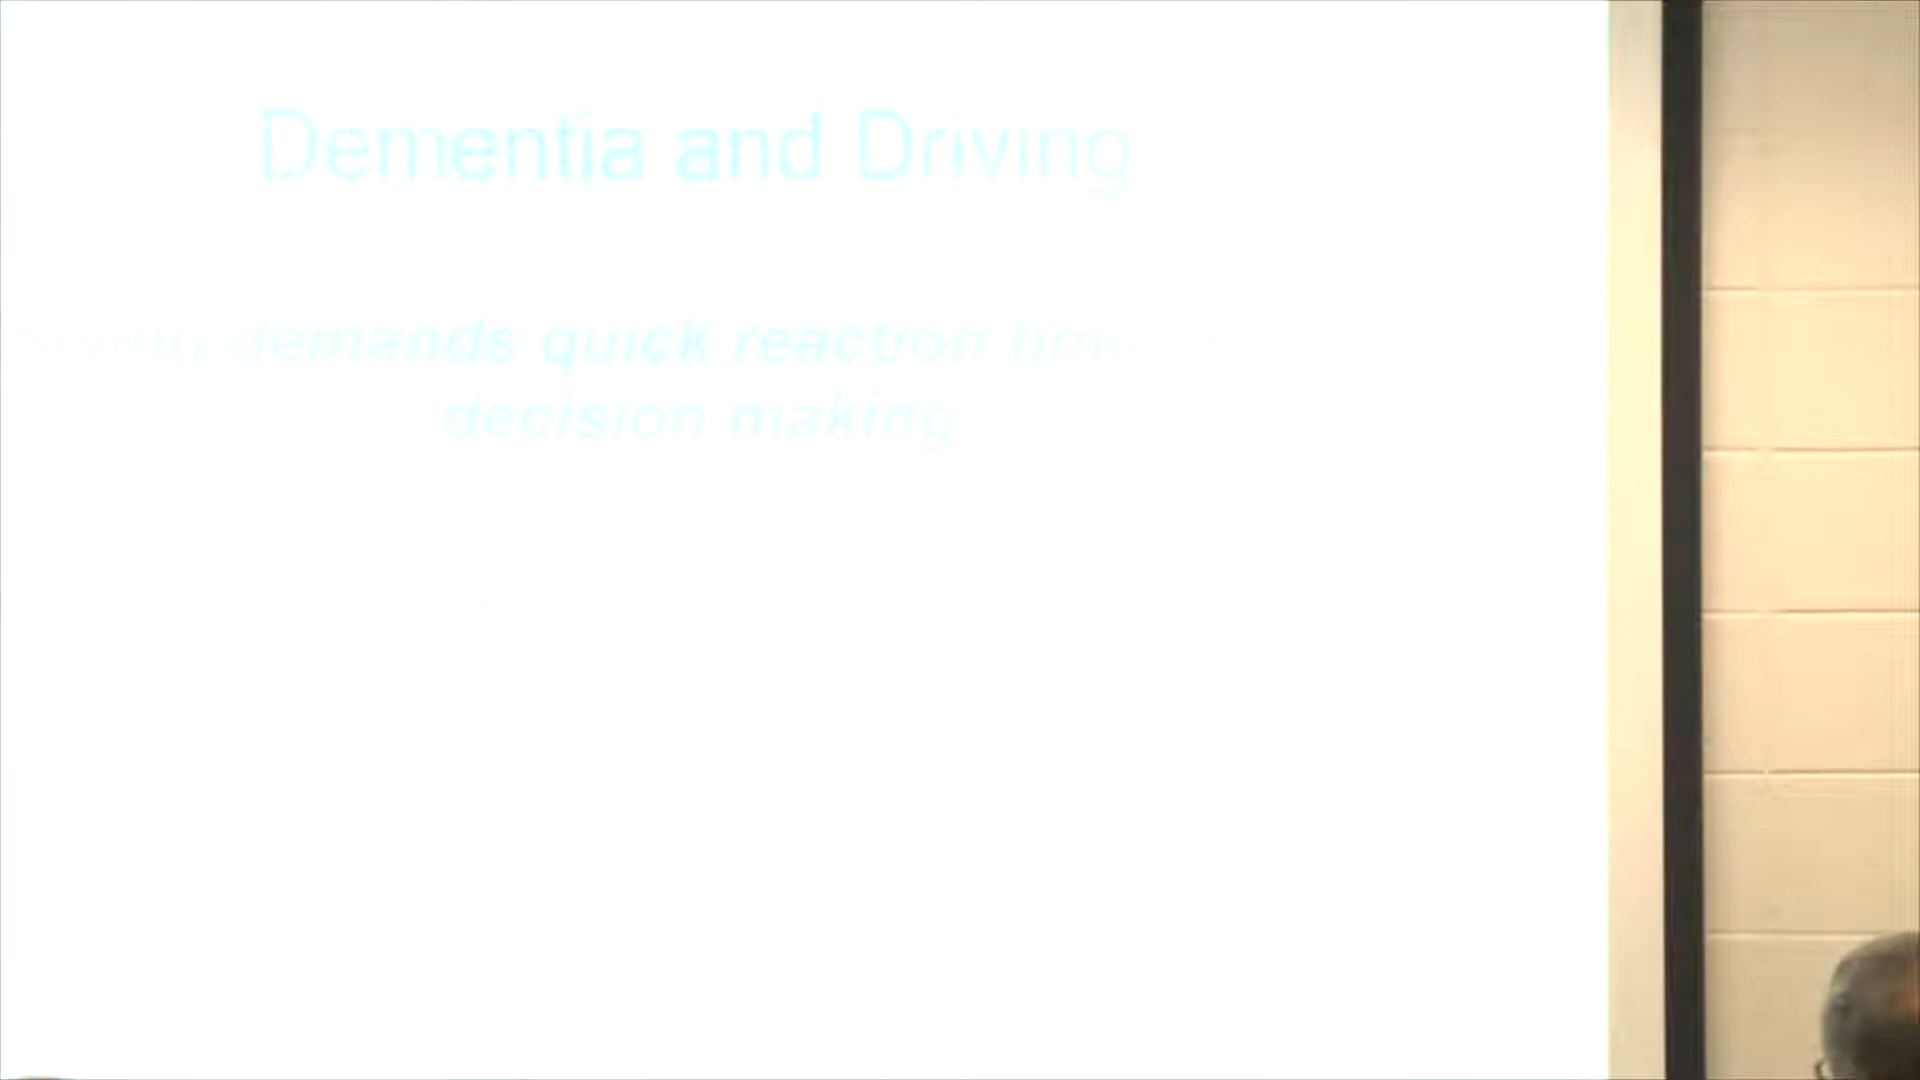 Dementia and Driving
demands quick reaction
decision making